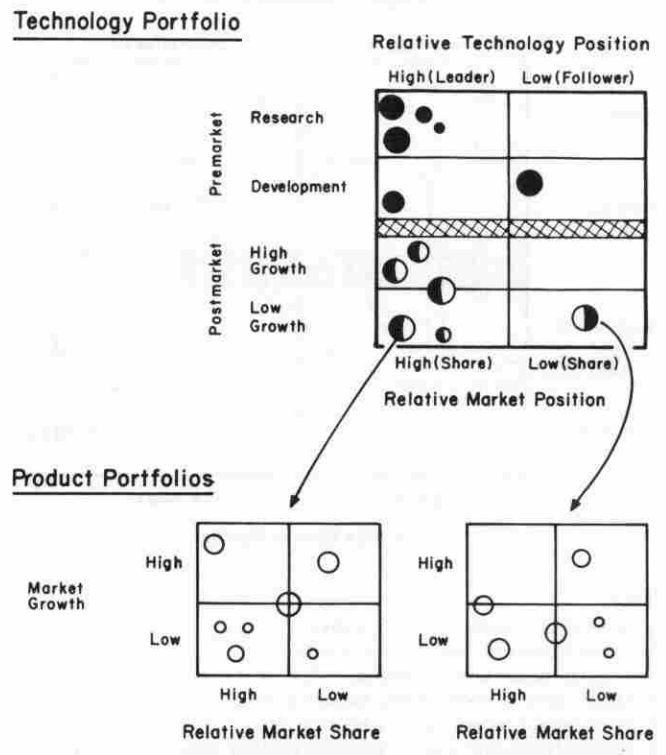 Technology Portfolio
Relative Technology Position
High (Leader) Low (Follower)
Premarket
Research
Development
Postmarket
High
Growth
Low
Growth
High (Share) Low (Share)
Relative Market Position
Product Portfolios
Market
Growth
High
Low
High Low
Relative Market Share
High
Low
High Low
Relative Market Share